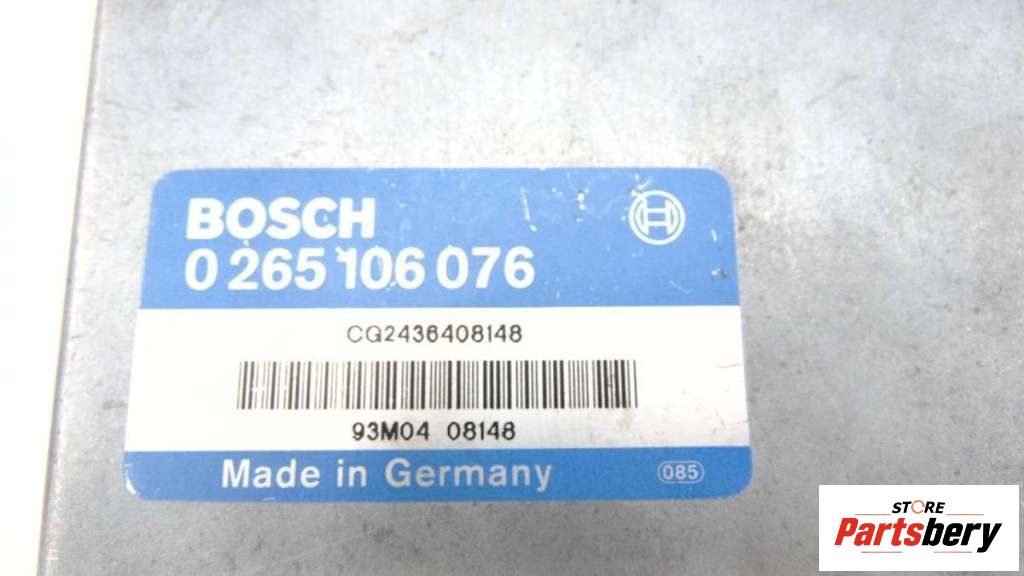 BOSCH
0 265 106 076
CG2436408148
93M04 08148
Made in Germany
085
STORE
Partsbery